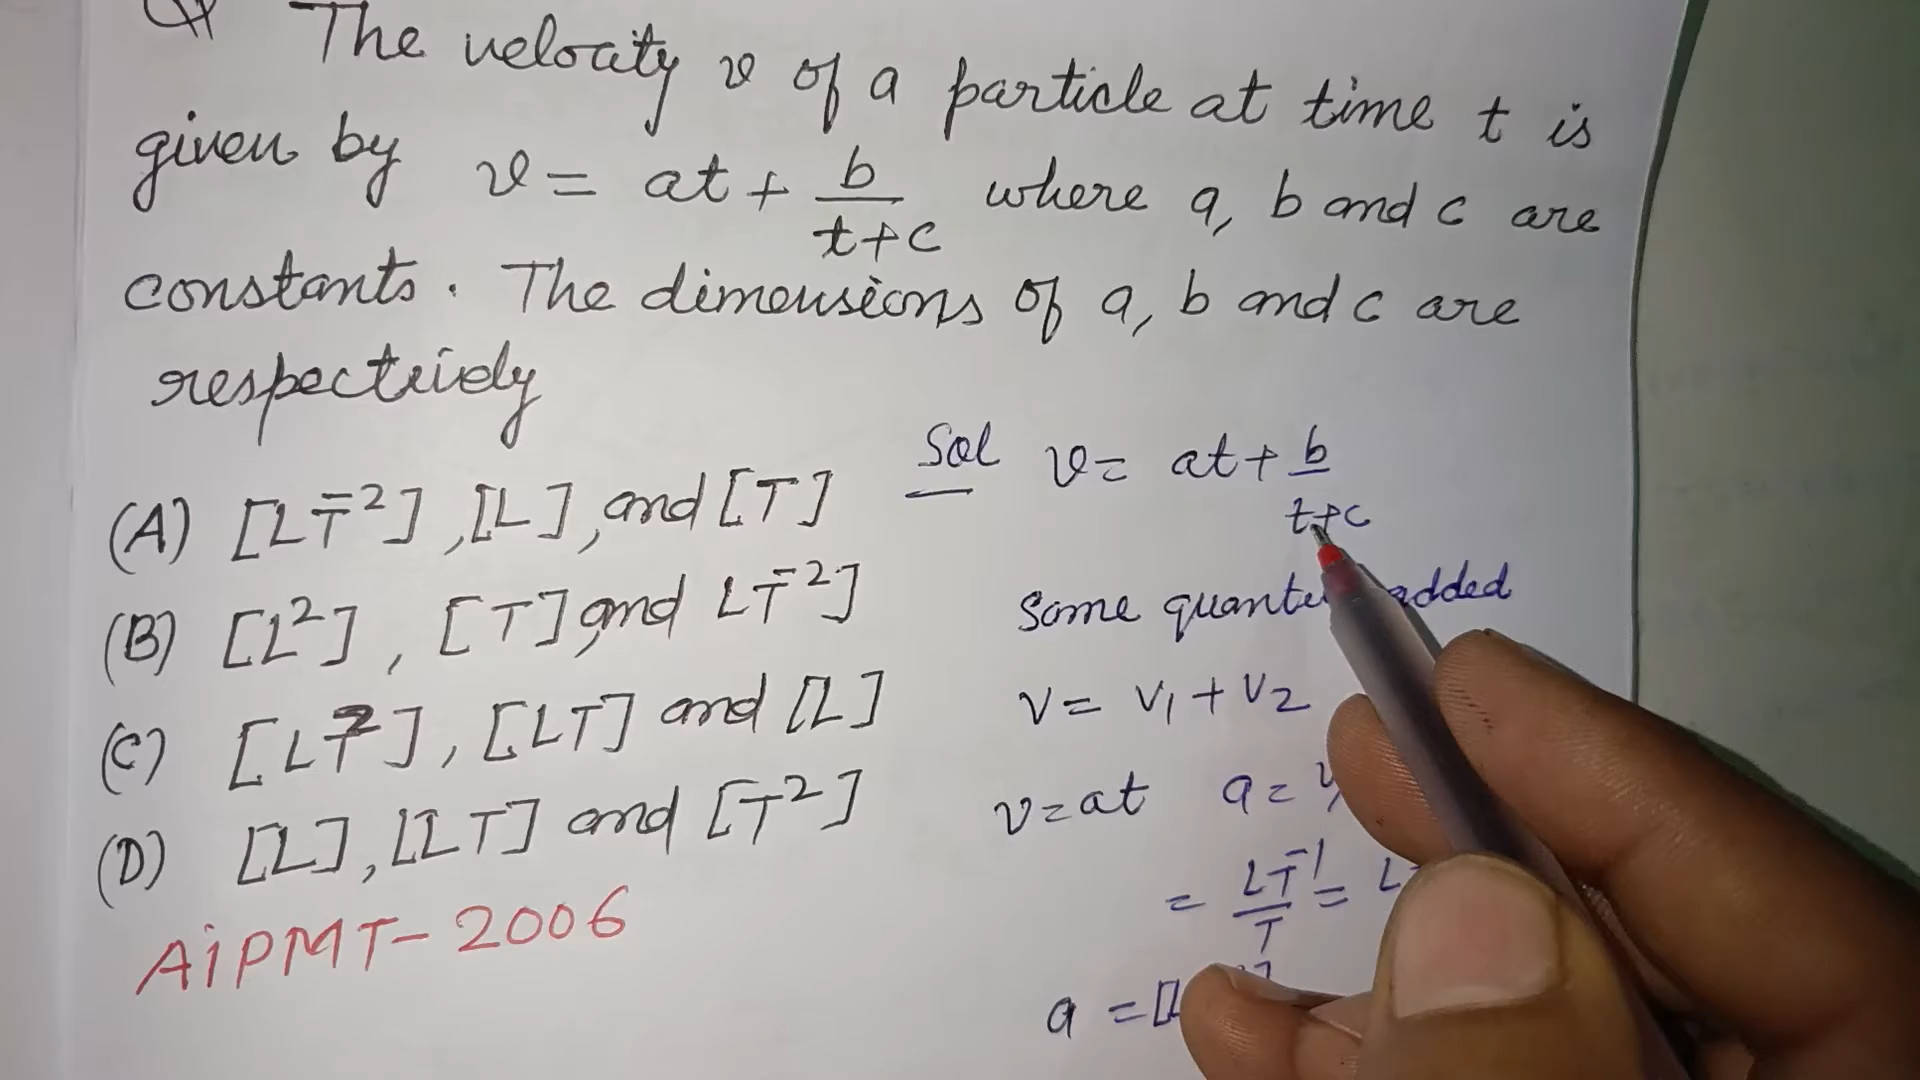 The velocity v of a particle at time t is
given by v = at + b/(t+c) where a, b and c are
constants. The dimensions of a, b and c are
respectively
(A) [LT⁻²], [L], and [T]
(B) [L²], [T] and LT⁻²]
(C) [LT²], [LT] and [L]
(D) [L], [LT] and [T²]
AiPMT-2006
Sol v = at + b/(t+c)
Same added
v = v₁ + v₂
v = at a =
= LT⁻¹/T =
a =